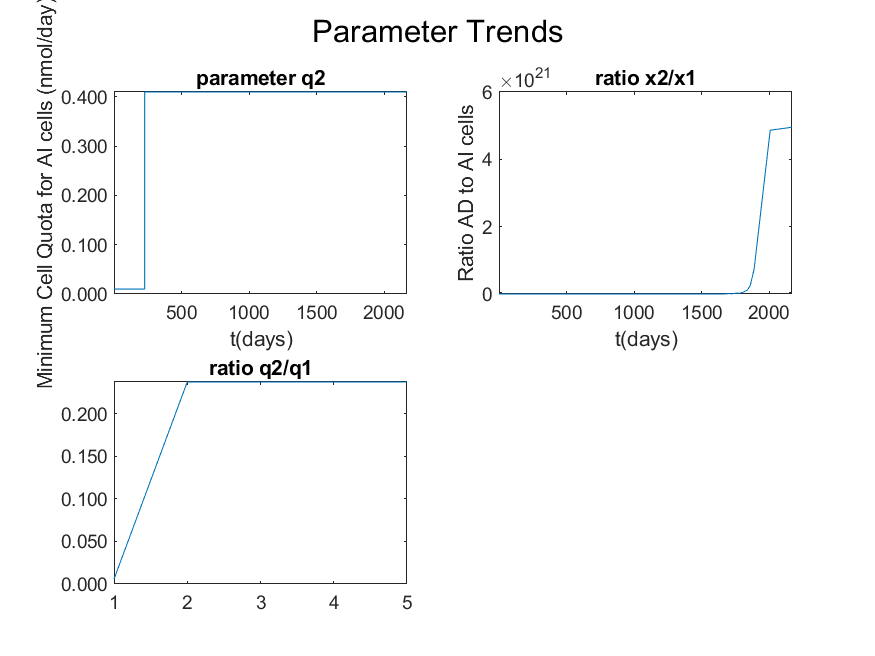 Parameter Trends
parameter q2
Minimum Cell Quota for AI cells (nmol/day)
0.400
0.300
0.200
0.100
0.000
500 1000 1500 2000
t(days)
ratio x2/x1
×10^21
Ratio AD to AI cells
6
4
2
0
500 1000 1500 2000
t(days)
ratio q2/q1
0.200
0.150
0.100
0.050
0.000
1 2 3 4 5